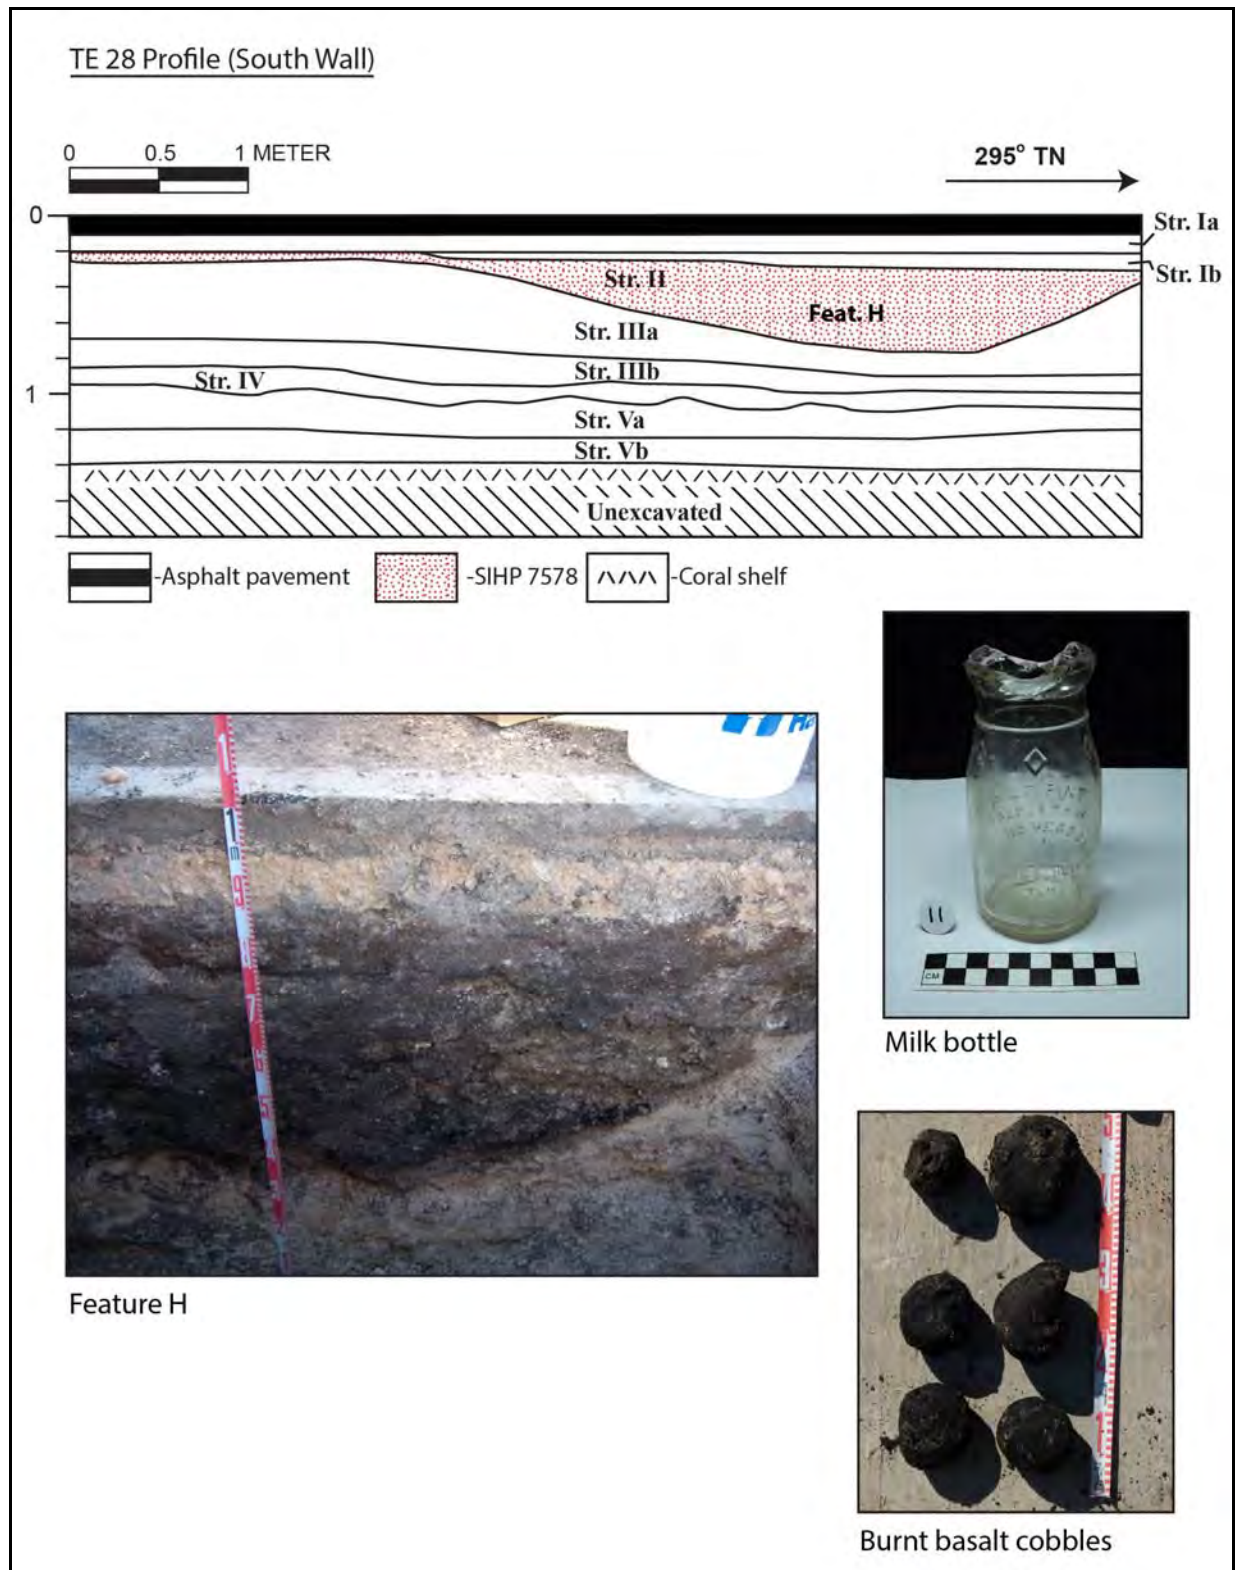 TE 28 Profile (South Wall)
0 0.5 1 METER
295° TN
0
Str. Ia
Str. Ib
Str. II
Feat. H
Str. IIIa
Str. IIIb
Str. IV
1
Str. Va
Str. Vb
Unexcavated
-Asphalt pavement
-SIHP 7578
-Coral shelf
11
CM
Milk bottle
Feature H
Burnt basalt cobbles